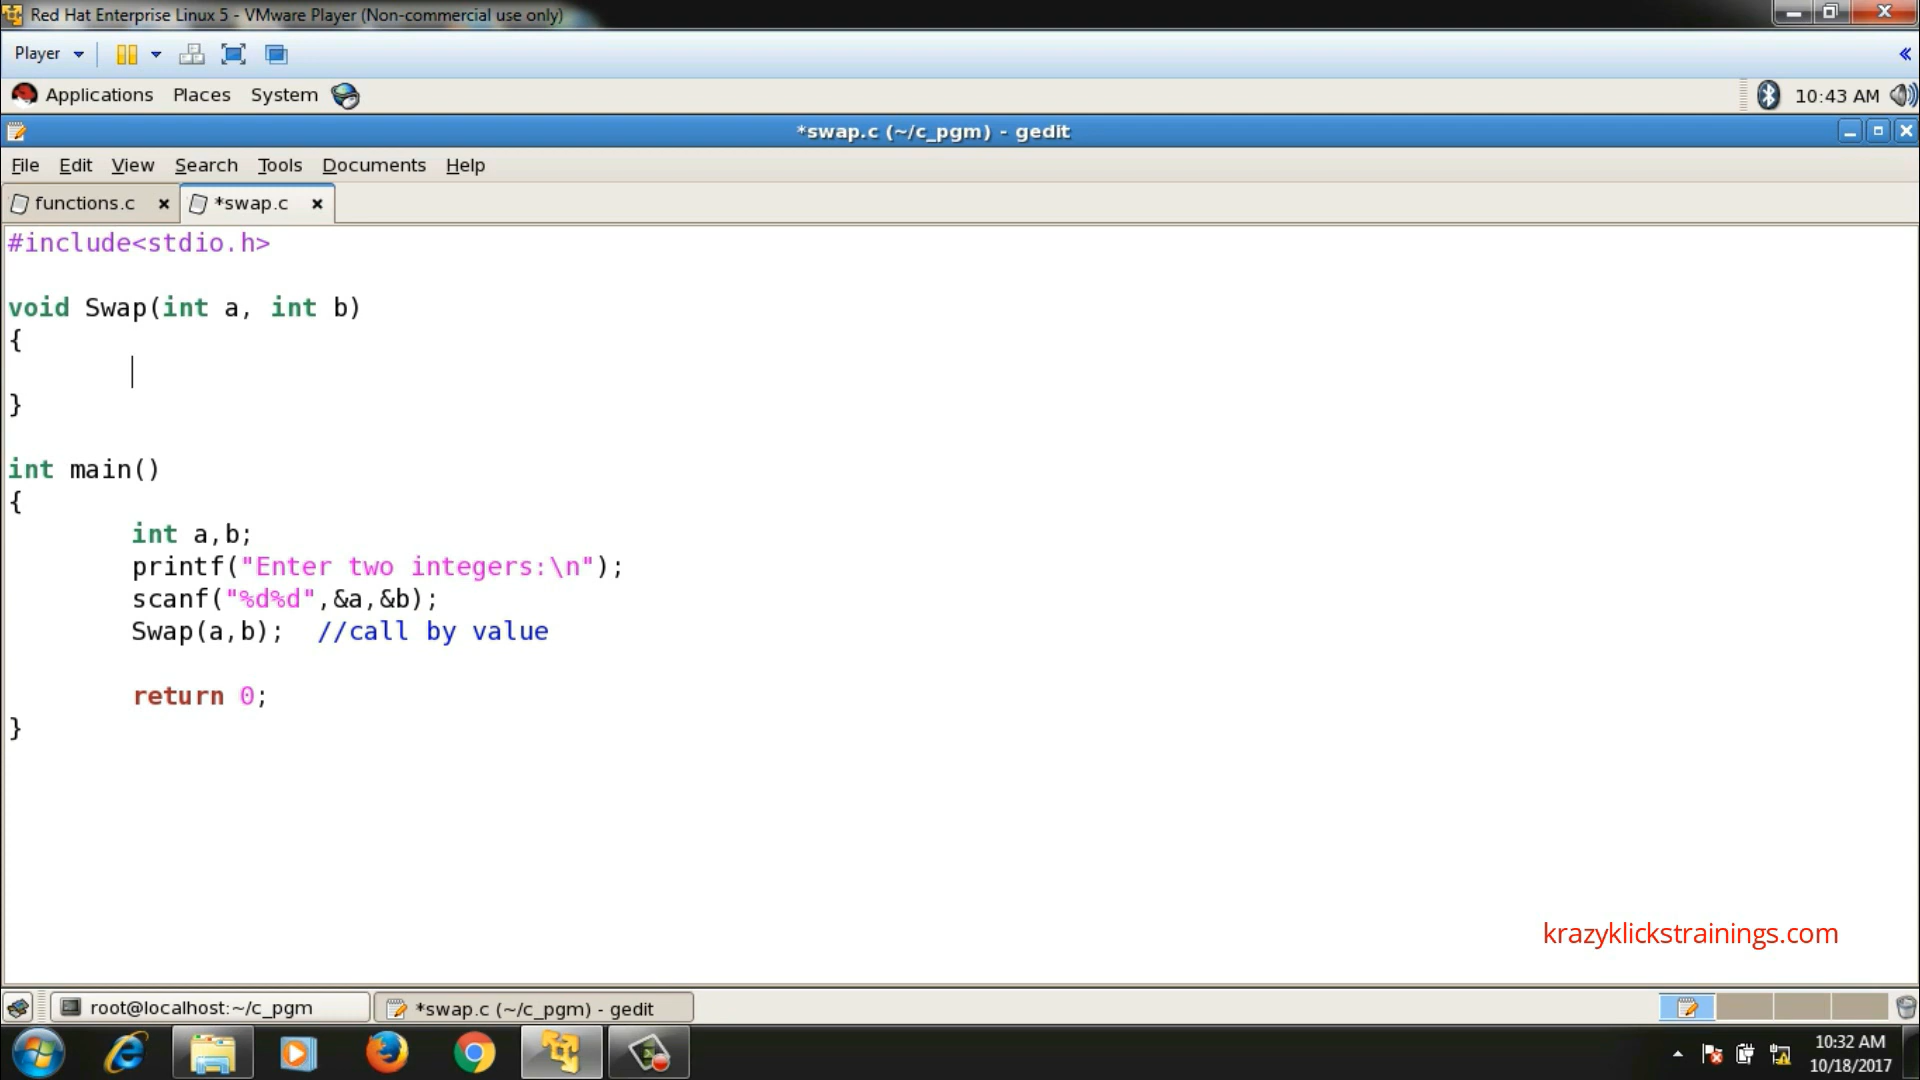 Red Hat Enterprise Linux 5 - VMware Player (Non-commercial use only)
Player
Applications Places System 10:43 AM
*swap.c (~/c_pgm) - gedit
File Edit View Search Tools Documents Help
functions.c *swap.c
#include<stdio.h>
void Swap(int a, int b)
{
}
int main()
{
int a,b;
printf("Enter two integers:\n");
scanf("%d%d",&a,&b);
Swap(a,b); //call by value
return 0;
}
krazyklickstrainings.com
root@localhost:~/c_pgm *swap.c (~/c_pgm) - gedit
10:32 AM
10/18/2017